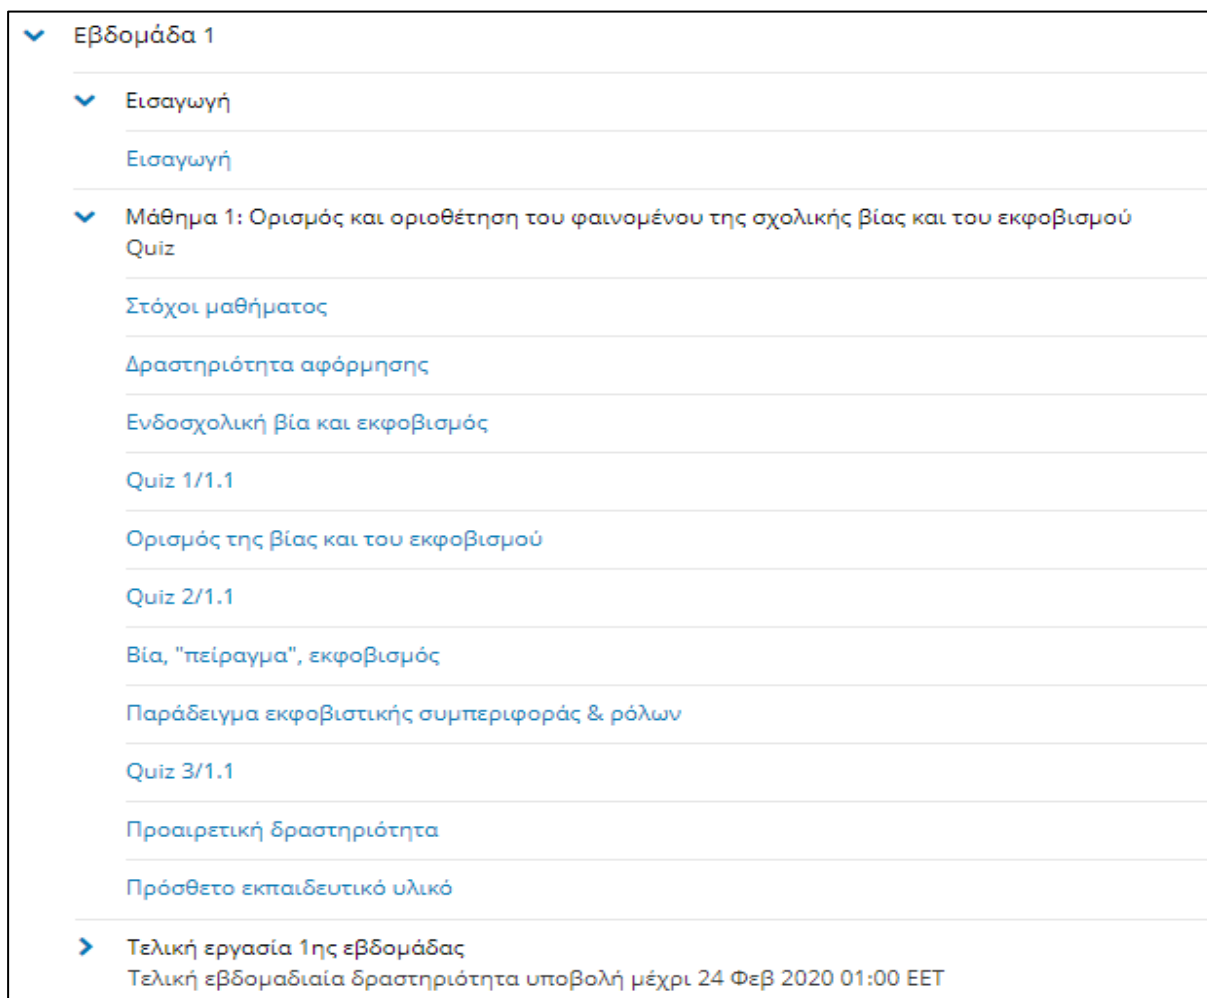 Εβδομάδα 1
Εισαγωγή
Εισαγωγή
Μάθημα 1: Ορισμός και οριοθέτηση του φαινομένου της σχολικής βίας και του εκφοβισμού
Quiz
Στόχοι μαθήματος
Δραστηριότητα αφόρμησης
Ενδοσχολική βία και εκφοβισμός
Quiz 1/1.1
Ορισμός της βίας και του εκφοβισμού
Quiz 2/1.1
Βία, "πείραγμα", εκφοβισμός
Παράδειγμα εκφοβιστικής συμπεριφοράς & ρόλων
Quiz 3/1.1
Προαιρετική δραστηριότητα
Πρόσθετο εκπαιδευτικό υλικό
Τελική εργασία 1ης εβδομάδας
Τελική εβδομαδιαία δραστηριότητα υποβολή μέχρι 24 Φεβ 2020 01:00 EET